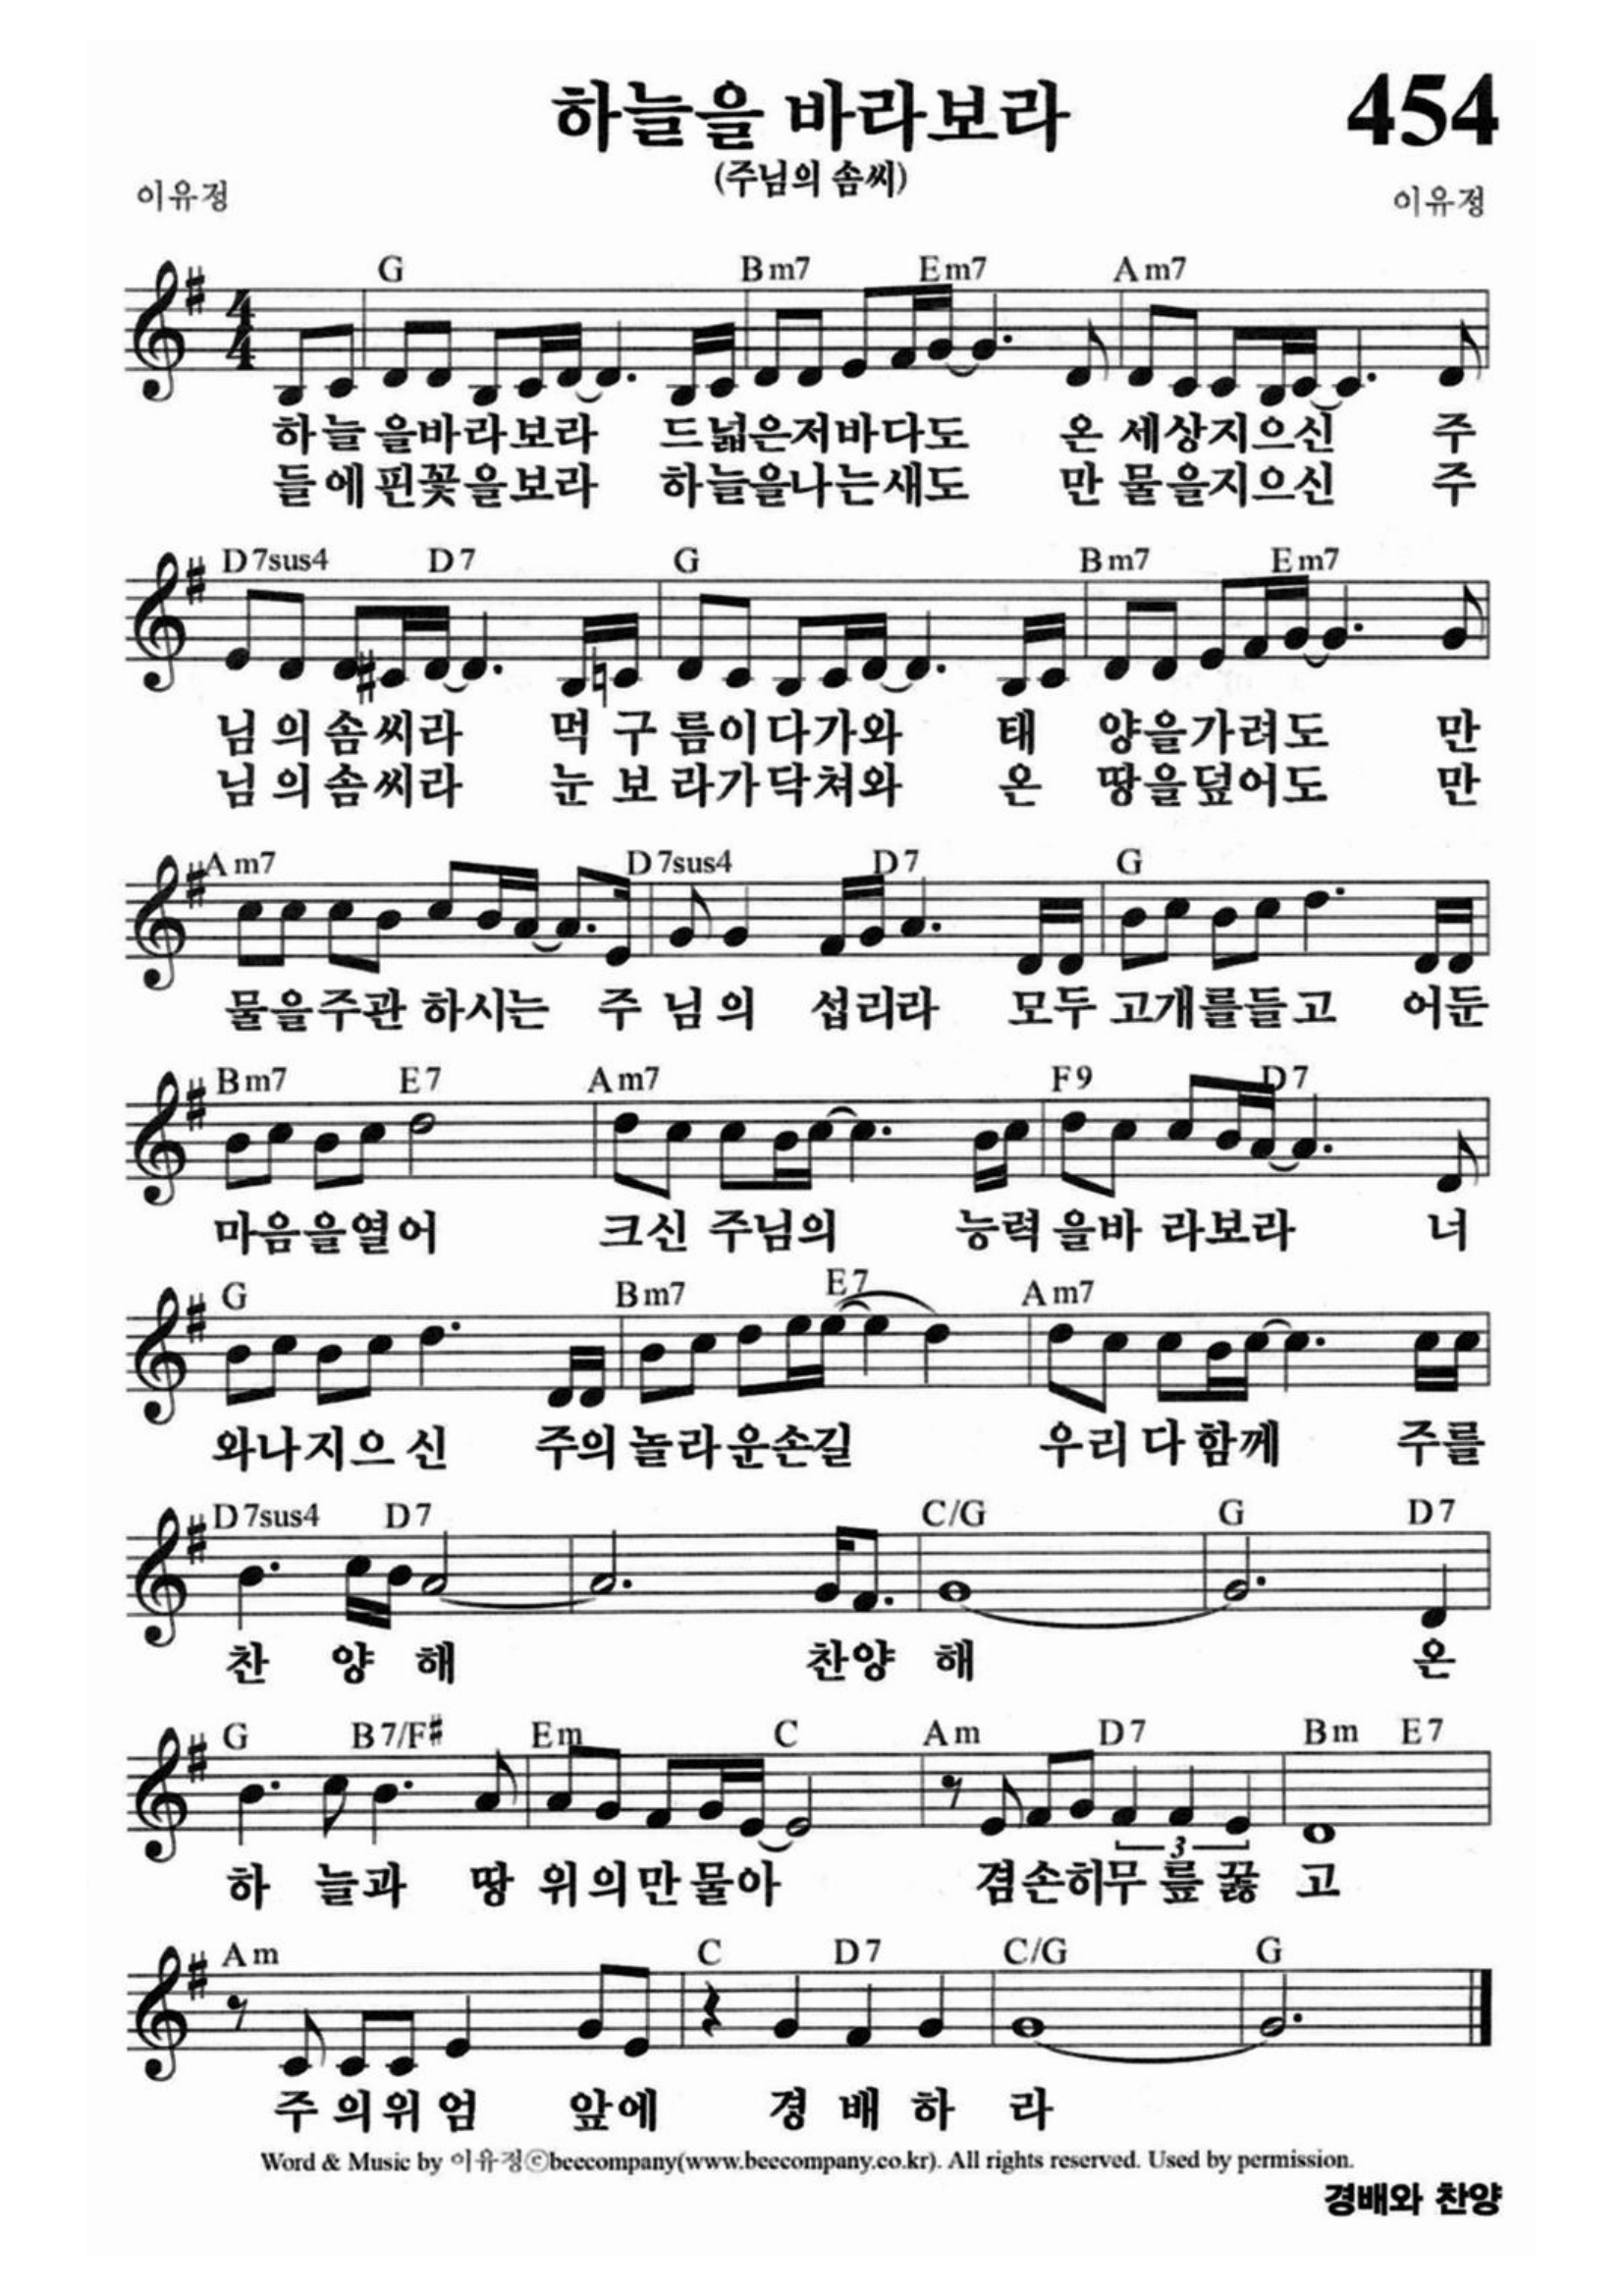 하늘을 바라보라 454
(주님의 솜씨)
이유정 이유정
G Bm7 Em7 Am7
하늘을바라보라 드넓은저바다도 온 세상지으신 주
들에핀꽃을보라 하늘을나는새도 만 물을지으신 주
D7sus4 D7 G Bm7 Em7
님의솜씨라 먹구름이다가와 태 양을가려도 만
님의솜씨라 눈보라가닥쳐와 온 땅을덮어도 만
Am7 D7sus4 D7 G
물을주관 하시는 주 님의 섭리라 모두 고개를들고 어둔
Bm7 E7 Am7 F9 D7
마음을열어 크신 주님의 능력 을바 라보라 너
G Bm7 E7 Am7
와나지으신 주의놀라운손길 우리다함께 주를
D7sus4 D7 C/G G D7
찬 양 해 찬양 해 온
G B7/F# Em C Am D7 Bm E7
3
하 늘과 땅 위의만물아 겸손히무릎꿇 고
Am C D7 C/G G
주의위엄 앞에 경 배 하 라
Word & Music by 이유정ⓒbeecompany(www.beecompany.co.kr). All rights reserved. Used by permission.
경배와 찬양